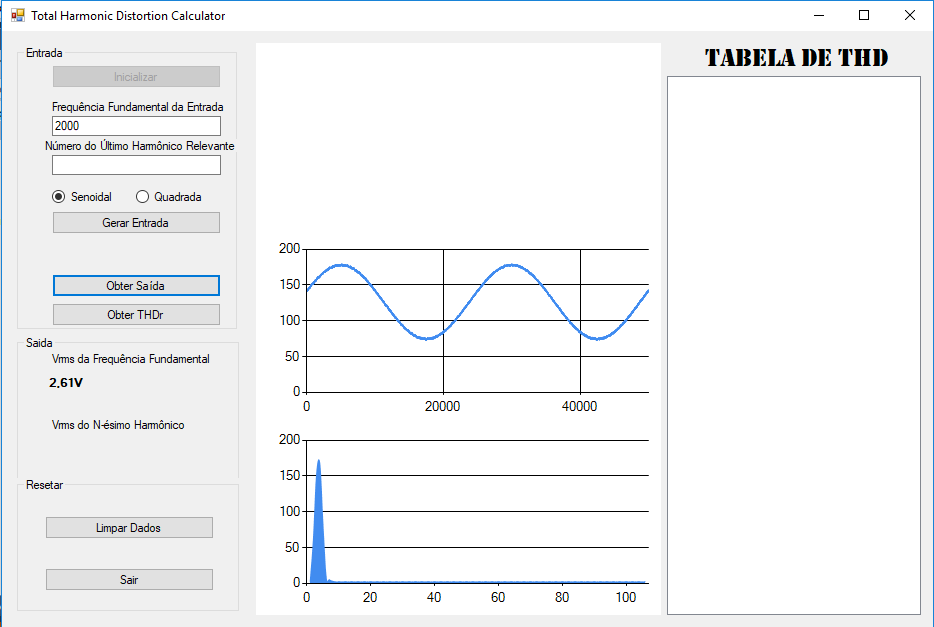 Total Harmonic Distortion Calculator
Entrada
Inicializar
Frequência Fundamental da Entrada
2000
Número do Último Harmônico Relevante
Senoidal
Quadrada
Gerar Entrada
Obter Saída
Obter THDr
Saida
Vrms da Frequência Fundamental
2,61V
Vrms do N-ésimo Harmônico
Resetar
Limpar Dados
Sair
200
150
100
50
0
0
20000
40000
200
150
100
50
0
0
20
40
60
80
100
TABELA DE THD